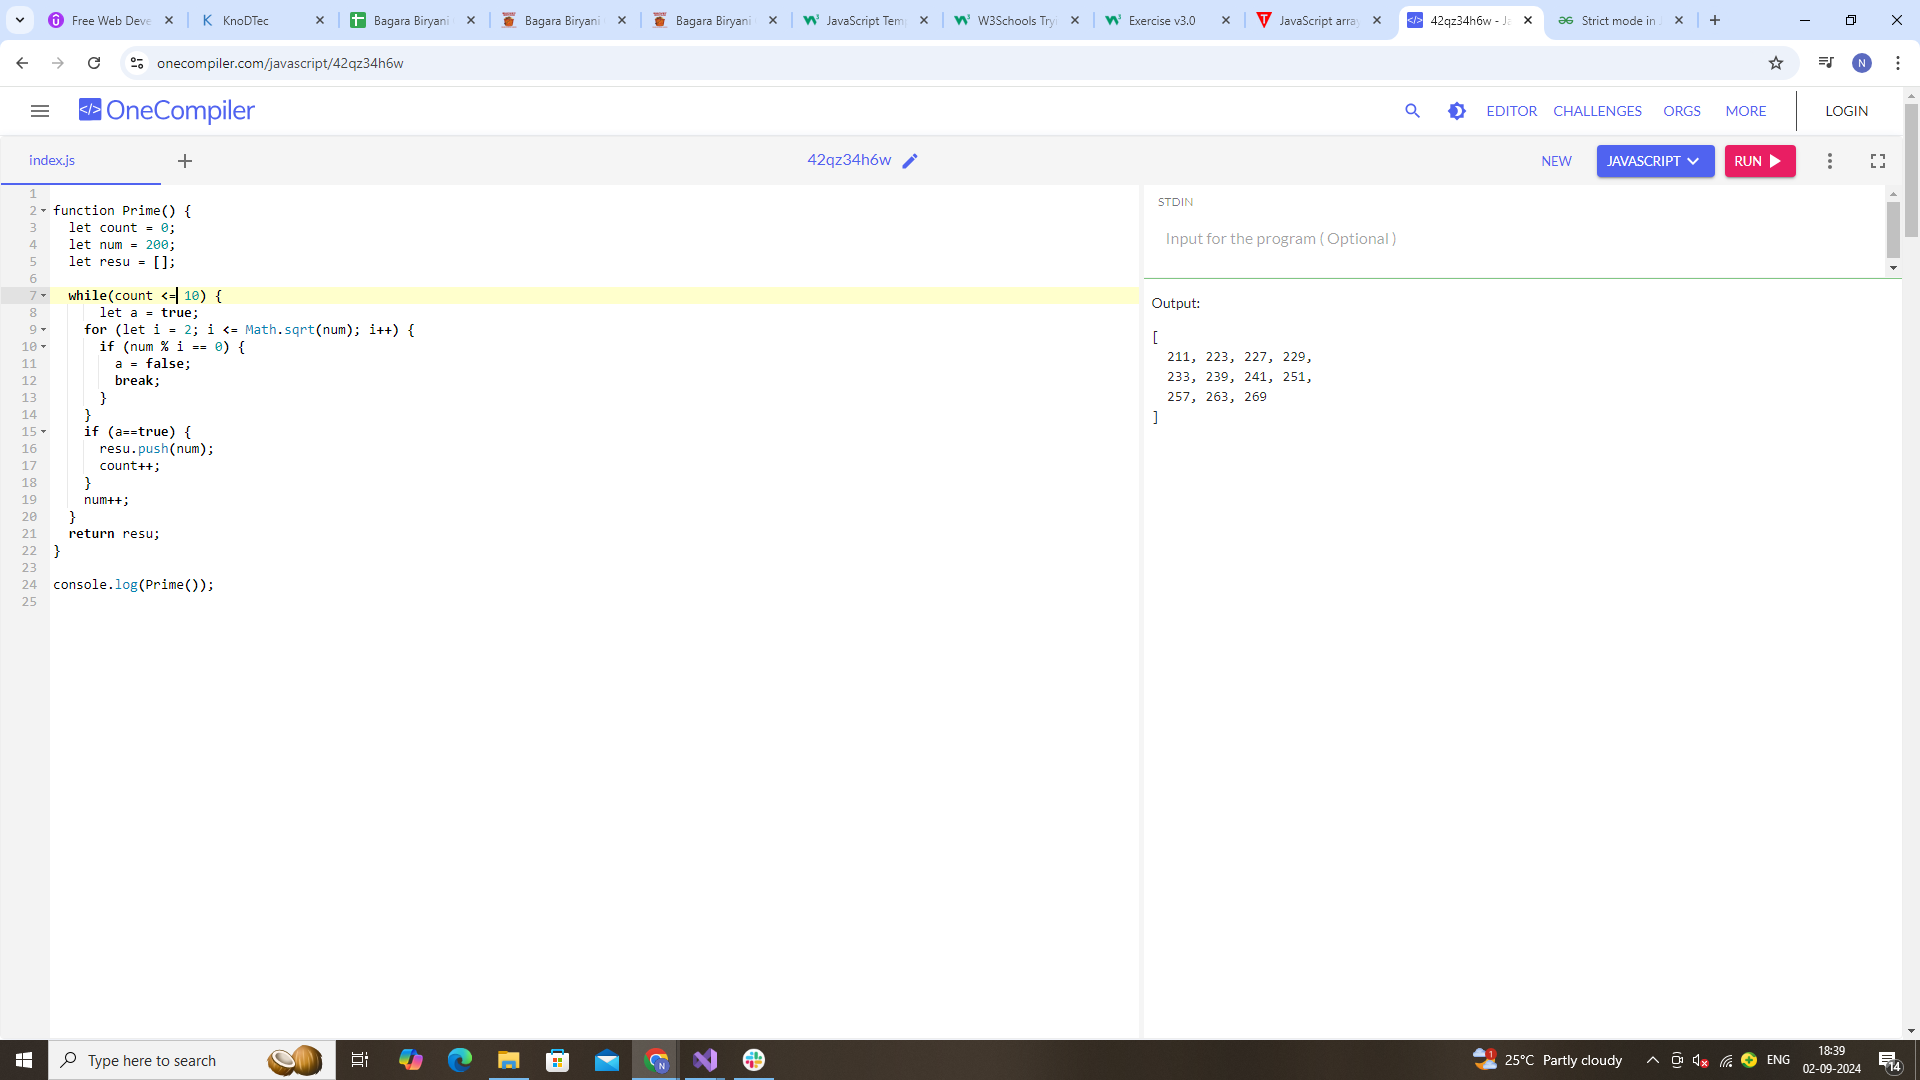 Free Web Deve
KnoDTec
Bagara Biryani
Bagara Biryani
Bagara Biryani
JavaScript Temp
W3Schools Tryi
Exercise v3.0
JavaScript array
42qz34h6w - Ja
Strict mode in J
onecompiler.com/javascript/42qz34h6w
N
</> OneCompiler
EDITOR CHALLENGES ORGS MORE LOGIN
index.js
42qz34h6w
NEW JAVASCRIPT RUN
1
2 function Prime() {
3 let count = 0;
4 let num = 200;
5 let resu = [];
6
7 while(count <= 10) {
8 let a = true;
9 for (let i = 2; i <= Math.sqrt(num); i++) {
10 if (num % i == 0) {
11 a = false;
12 break;
13 }
14 }
15 if (a==true) {
16 resu.push(num);
17 count++;
18 }
19 num++;
20 }
21 return resu;
22 }
23
24 console.log(Prime());
25
STDIN
Input for the program ( Optional )
Output:
[
211, 223, 227, 229,
233, 239, 241, 251,
257, 263, 269
]
Type here to search
1
25°C Partly cloudy
ENG
18:39
02-09-2024
14